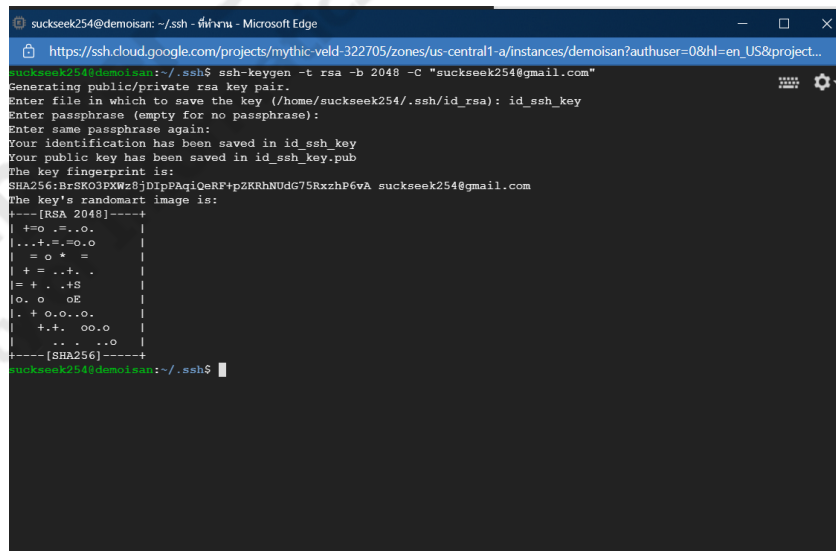 suckseek254@demoisan: ~/.ssh - ที่ทำงาน - Microsoft Edge
https://ssh.cloud.google.com/projects/mythic-veld-322705/zones/us-central1-a/instances/demoisan?authuser=0&hl=en_US&project...
suckseek254@demoisan:~/.ssh$ ssh-keygen -t rsa -b 2048 -C "suckseek254@gmail.com"
Generating public/private rsa key pair.
Enter file in which to save the key (/home/suckseek254/.ssh/id_rsa): id_ssh_key
Enter passphrase (empty for no passphrase):
Enter same passphrase again:
Your identification has been saved in id_ssh_key
Your public key has been saved in id_ssh_key.pub
The key fingerprint is:
SHA256:BrSKO3PXWz8jDIpPAqiQeRF+pZKRhNUdG75RxzhP6vA suckseek254@gmail.com
The key's randomart image is:
+---[RSA 2048]----+
| +=o .=..o.      |
|...+.=.=o.o      |
|  = o *  =       |
| + = ..+. .      |
|= + . .+S        |
|o. o   oE        |
|. + o.o..o.      |
|   +.+.  oo.o    |
|     .. .  ..o   |
+----[SHA256]-----+
suckseek254@demoisan:~/.ssh$